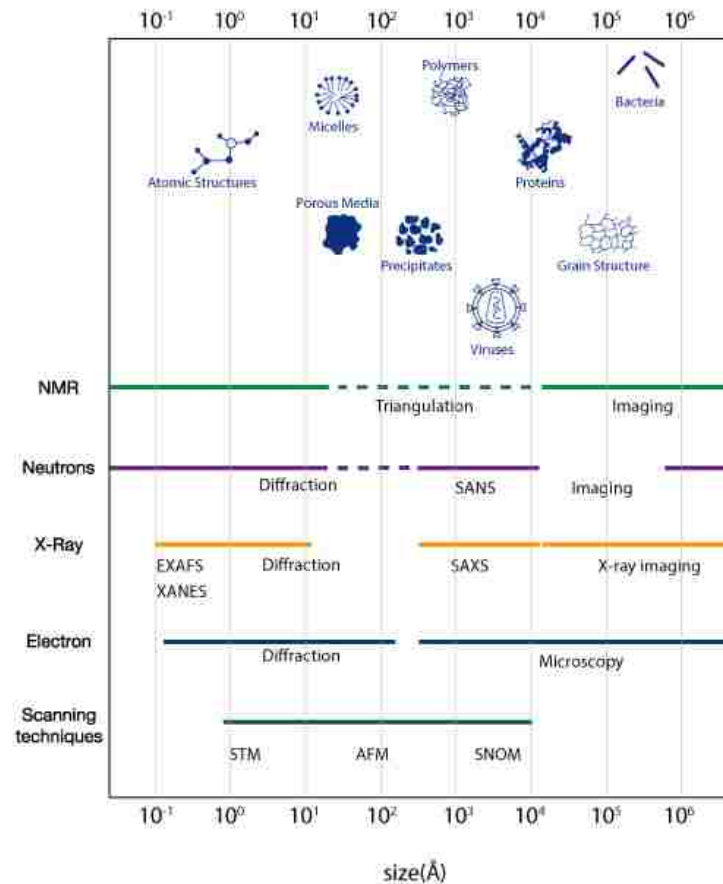 10⁻¹ 10⁰ 10¹ 10² 10³ 10⁴ 10⁵ 10⁶
Polymers
Bacteria
Micelles
Atomic Structures
Proteins
Porous Media
Precipitates
Grain Structure
Viruses
NMR
Triangulation
Imaging
Neutrons
Diffraction
SANS
Imaging
X-Ray
EXAFS
XANES
Diffraction
SAXS
X-ray imaging
Electron
Diffraction
Microscopy
Scanning
techniques
STM
AFM
SNOM
10⁻¹ 10⁰ 10¹ 10² 10³ 10⁴ 10⁵ 10⁶
size(Å)